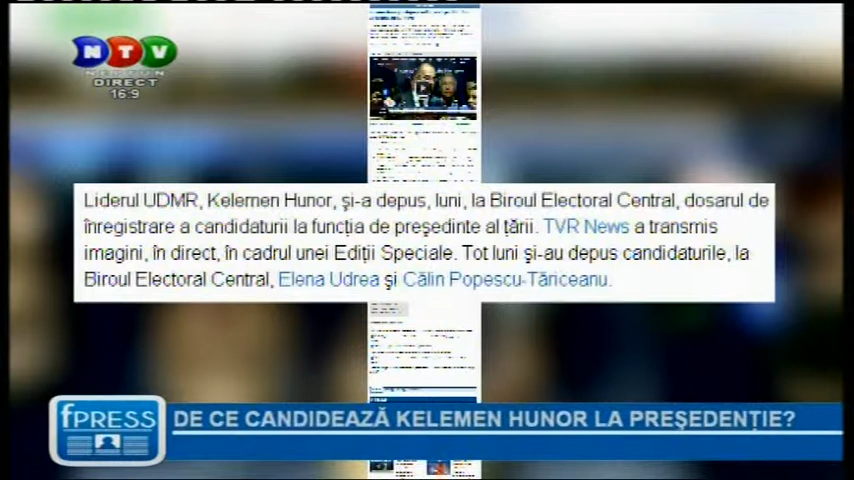 NTV
NEPTUN
DIRECT
16:9
Liderul UDMR, Kelemen Hunor, şi-a depus, luni, la Biroul Electoral Central, dosarul de
înregistrare a candidaturii la funcţia de preşedinte al ţării. TVR News a transmis
imagini, în direct, în cadrul unei Ediţii Speciale. Tot luni şi-au depus candidaturile, la
Biroul Electoral Central, Elena Udrea şi Călin Popescu-Tăriceanu.
fPRESS
DE CE CANDIDEAZĂ KELEMEN HUNOR LA PREŞEDENŢIE?